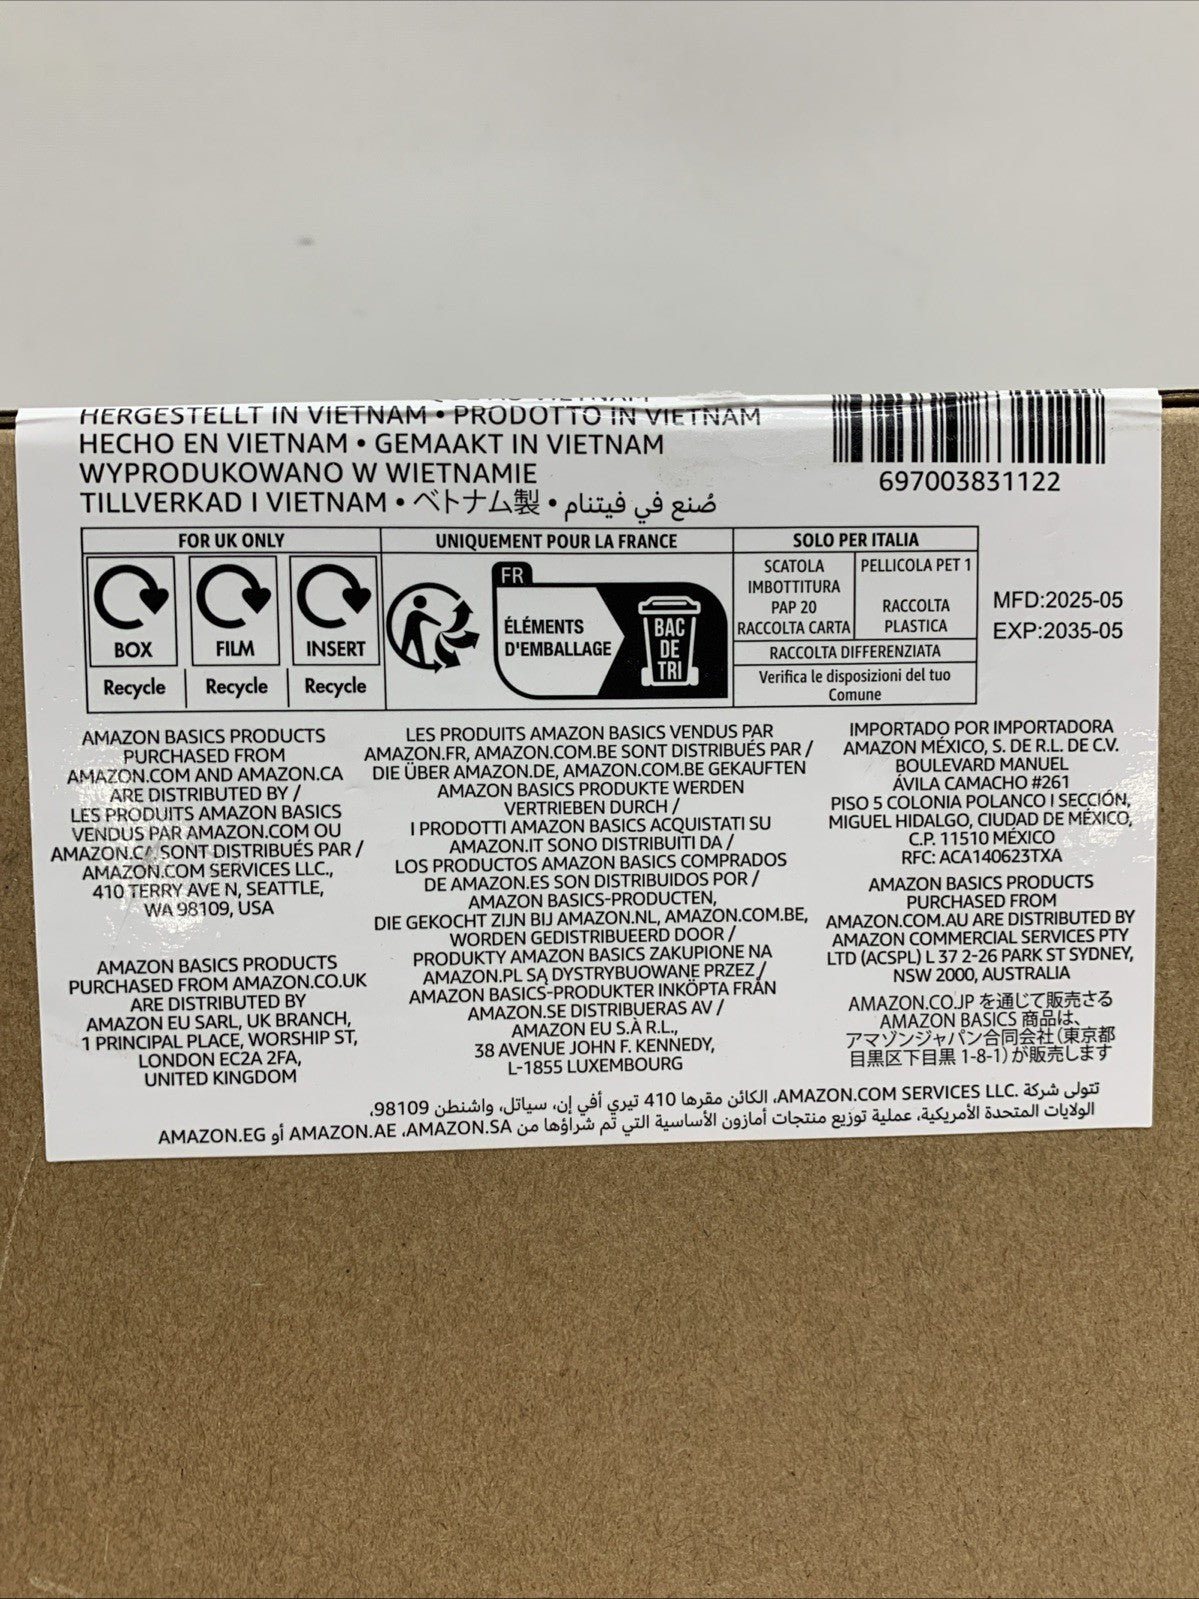 HERGESTELLT IN VIETNAM • PRODOTTO IN VIETNAM
HECHO EN VIETNAM • GEMAAKT IN VIETNAM
WYPRODUKOWANO W WIETNAMIE
TILLVERKAD I VIETNAM • ベトナム製 • صُنع في فيتنام
697003831122
FOR UK ONLY
BOX
FILM
INSERT
Recycle
Recycle
Recycle
UNIQUEMENT POUR LA FRANCE
FR
ÉLÉMENTS
D'EMBALLAGE
BAC
DE
TRI
SOLO PER ITALIA
SCATOLA
IMBOTTITURA
PAP 20
RACCOLTA CARTA
PELLICOLA PET 1
RACCOLTA
PLASTICA
RACCOLTA DIFFERENZIATA
Verifica le disposizioni del tuo
Comune
MFD:2025-05
EXP:2035-05
AMAZON BASICS PRODUCTS
PURCHASED FROM
AMAZON.COM AND AMAZON.CA
ARE DISTRIBUTED BY /
LES PRODUITS AMAZON BASICS
VENDUS PAR AMAZON.COM OU
AMAZON.CA SONT DISTRIBUÉS PAR /
AMAZON.COM SERVICES LLC.,
410 TERRY AVE N, SEATTLE,
WA 98109, USA
AMAZON BASICS PRODUCTS
PURCHASED FROM AMAZON.CO.UK
ARE DISTRIBUTED BY
AMAZON EU SARL, UK BRANCH,
1 PRINCIPAL PLACE, WORSHIP ST,
LONDON EC2A 2FA,
UNITED KINGDOM
LES PRODUITS AMAZON BASICS VENDUS PAR
AMAZON.FR, AMAZON.COM.BE SONT DISTRIBUÉS PAR /
DIE ÜBER AMAZON.DE, AMAZON.COM.BE GEKAUFTEN
AMAZON BASICS PRODUKTE WERDEN
VERTRIEBEN DURCH /
I PRODOTTI AMAZON BASICS ACQUISTATI SU
AMAZON.IT SONO DISTRIBUITI DA /
LOS PRODUCTOS AMAZON BASICS COMPRADOS
DE AMAZON.ES SON DISTRIBUIDOS POR /
AMAZON BASICS-PRODUCTEN,
DIE GEKOCHT ZIJN BIJ AMAZON.NL, AMAZON.COM.BE,
WORDEN GEDISTRIBUEERD DOOR /
PRODUKTY AMAZON BASICS ZAKUPIONE NA
AMAZON.PL SĄ DYSTRYBUOWANE PRZEZ /
AMAZON BASICS-PRODUKTER INKÖPTA FRÅN
AMAZON.SE DISTRIBUERAS AV /
AMAZON EU S.À R.L.,
38 AVENUE JOHN F. KENNEDY,
L-1855 LUXEMBOURG
IMPORTADO POR IMPORTADORA
AMAZON MÉXICO, S. DE R.L. DE C.V.
BOULEVARD MANUEL
ÁVILA CAMACHO #261
PISO 5 COLONIA POLANCO I SECCIÓN,
MIGUEL HIDALGO, CIUDAD DE MÉXICO,
C.P. 11510 MÉXICO
RFC: ACA140623TXA
AMAZON BASICS PRODUCTS
PURCHASED FROM
AMAZON.COM.AU ARE DISTRIBUTED BY
AMAZON COMMERCIAL SERVICES PTY
LTD (ACSPL) L 37 2-26 PARK ST SYDNEY,
NSW 2000, AUSTRALIA
AMAZON.CO.JP を通じて販売さる
AMAZON BASICS 商品は、
アマゾンジャパン合同会社（東京都
目黒区下目黒 1-8-1）が販売します
تتولى شركة AMAZON.COM SERVICES LLC.، الكائن مقرها 410 تيري أفي إن، سياتل، واشنطن 98109،
الولايات المتحدة الأمريكية، عملية توزيع منتجات أمازون الأساسية التي تم شراؤها من AMAZON.SA، AMAZON.AE أو AMAZON.EG